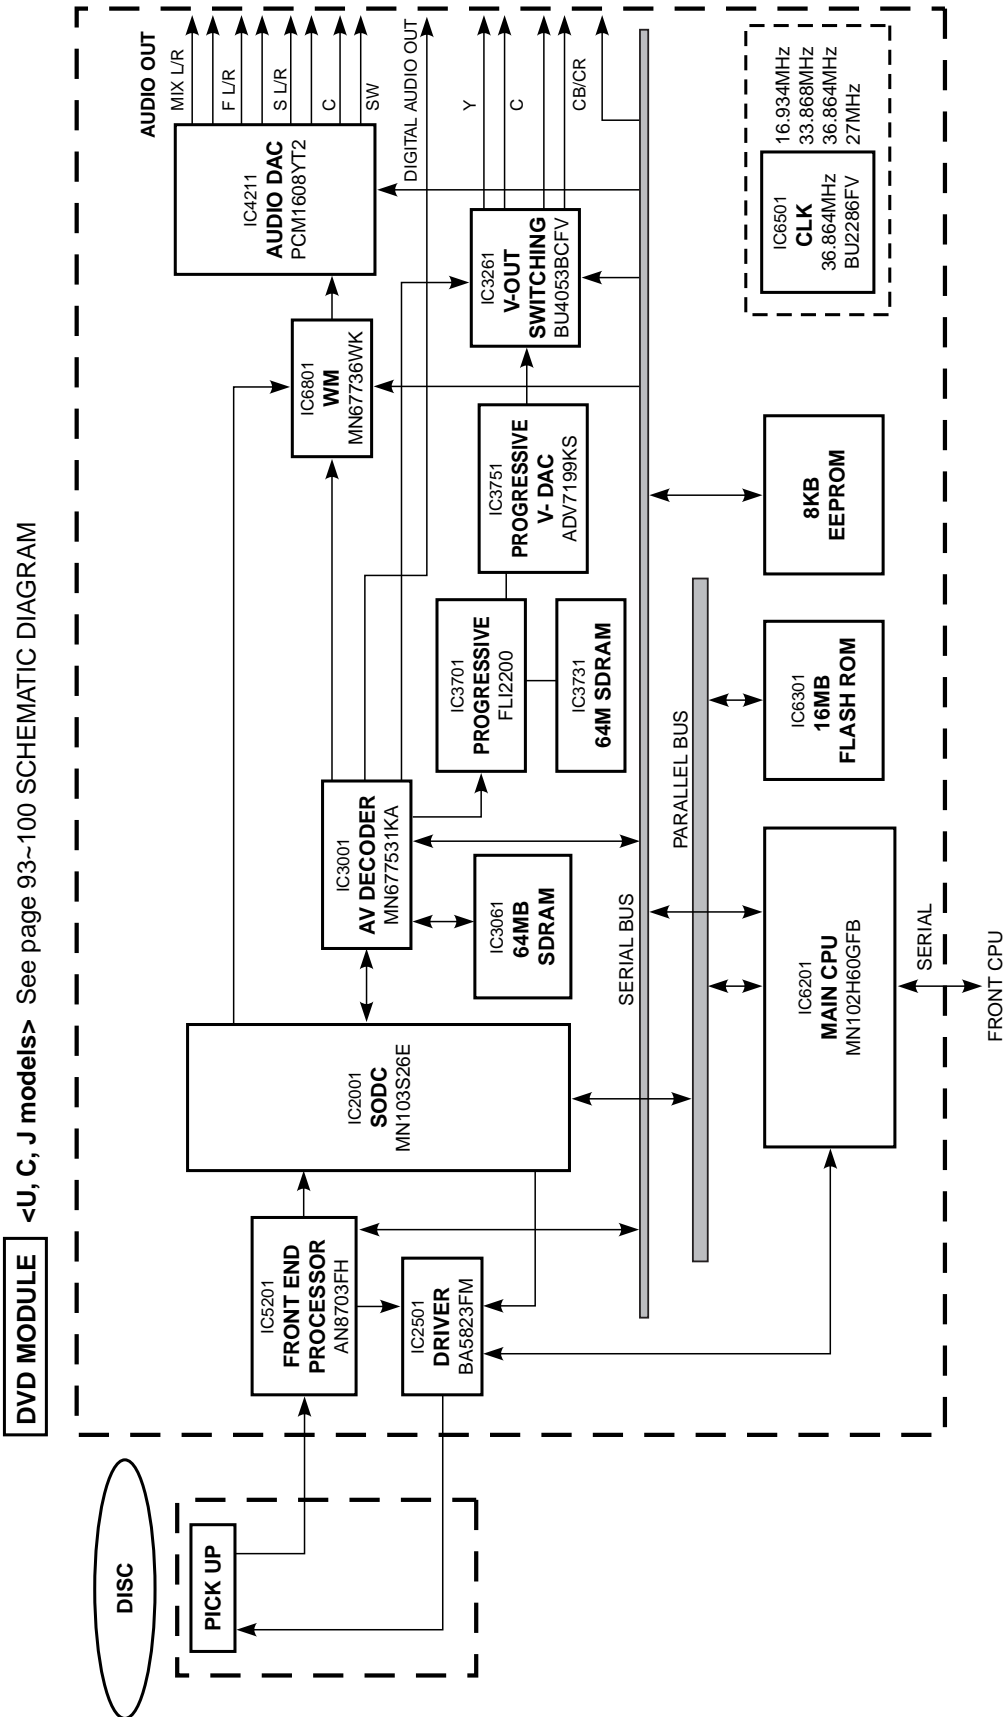 DVD MODULE <U, C, J models> See page 93~100 SCHEMATIC DIAGRAM
DISC
PICK UP
IC5201
FRONT END
PROCESSOR
AN8703FH
IC2501
DRIVER
BA5823FM
IC2001
SODC
MN103S26E
IC3001
AV DECODER
MN677531KA
IC3061
64MB
SDRAM
IC3701
PROGRESSIVE
FLI2200
IC3731
64M SDRAM
IC3751
PROGRESSIVE
V- DAC
ADV7199KS
IC6801
WM
MN67736WK
IC4211
AUDIO DAC
PCM1608YT2
IC3261
V-OUT
SWITCHING
BU4053BCFV
AUDIO OUT
MIX L/R
F L/R
S L/R
C
SW
DIGITAL AUDIO OUT
Y
C
CB/CR
SERIAL BUS
PARALLEL BUS
IC6201
MAIN CPU
MN102H60GFB
SERIAL
FRONT CPU
IC6301
16MB
FLASH ROM
8KB
EEPROM
IC6501
CLK
36.864MHz
BU2286FV
16.934MHz
33.868MHz
36.864MHz
27MHz